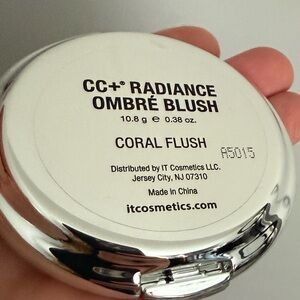 CC+® RADIANCE
OMBRÉ BLUSH
10.8 g ℮ 0.38 oz.
CORAL FLUSH
A5015
Distributed by IT Cosmetics LLC.
Jersey City, NJ 07310
Made in China
itcosmetics.com